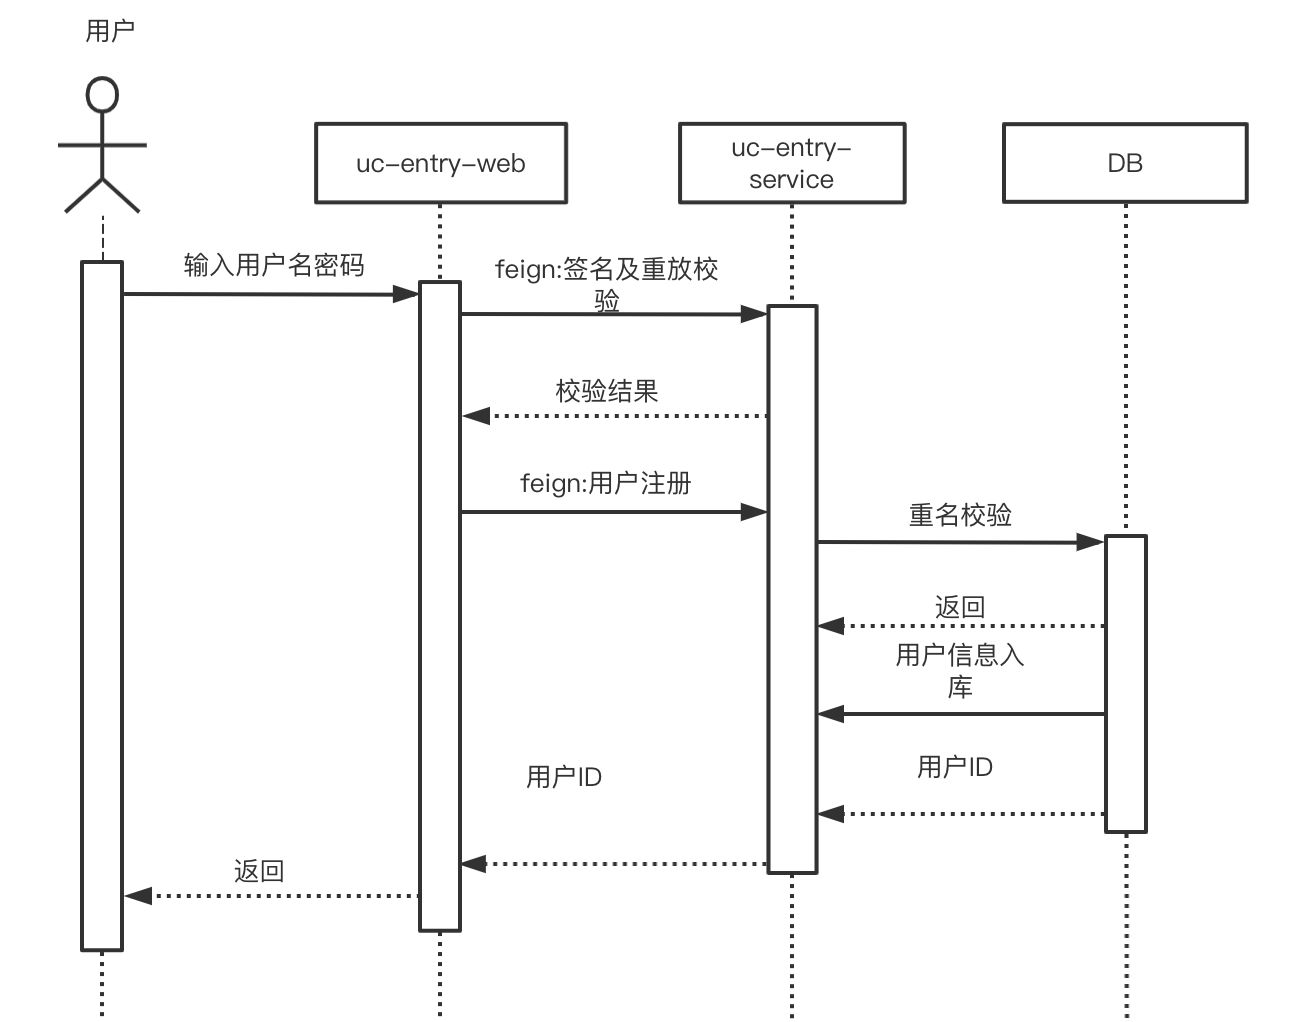 用户
uc-entry-web
uc-entry-
service
DB
输入用户名密码
feign:签名及重放校
验
校验结果
feign:用户注册
重名校验
返回
用户信息入
库
用户ID
用户ID
返回